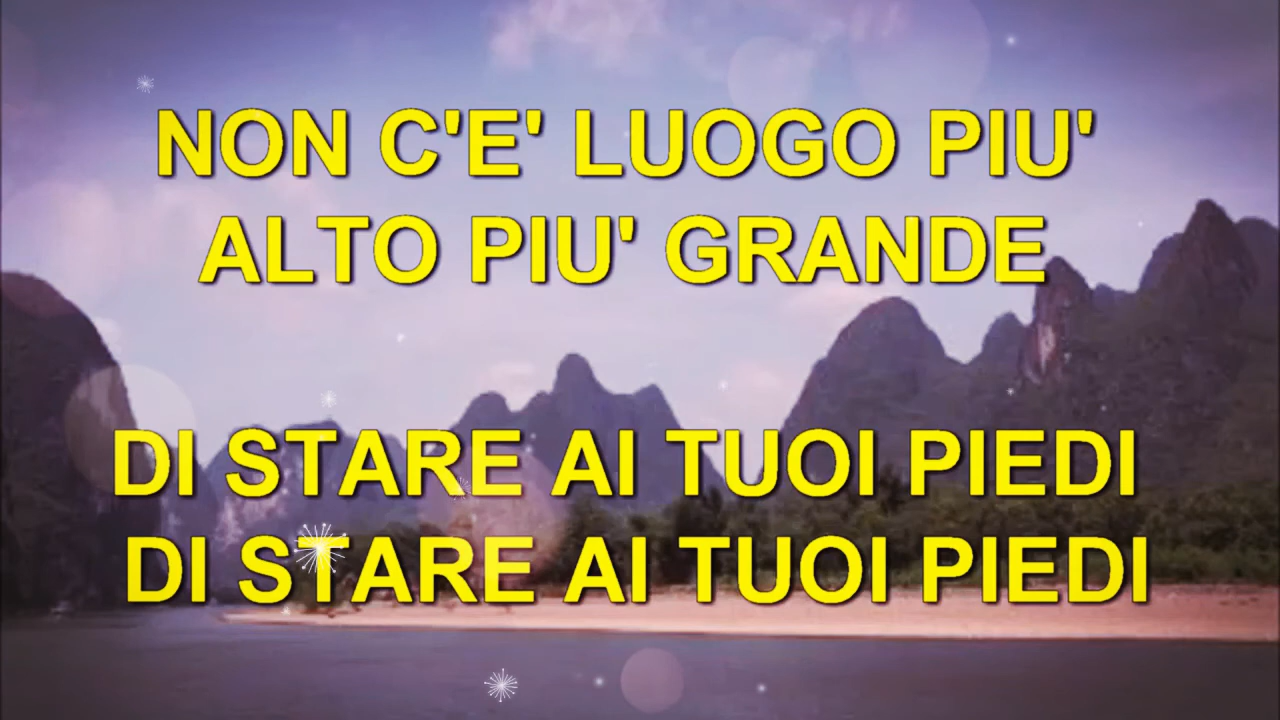 NON C'E' LUOGO PIU'
ALTO PIU' GRANDE
DI STARE AI TUOI PIEDI
DI STARE AI TUOI PIEDI